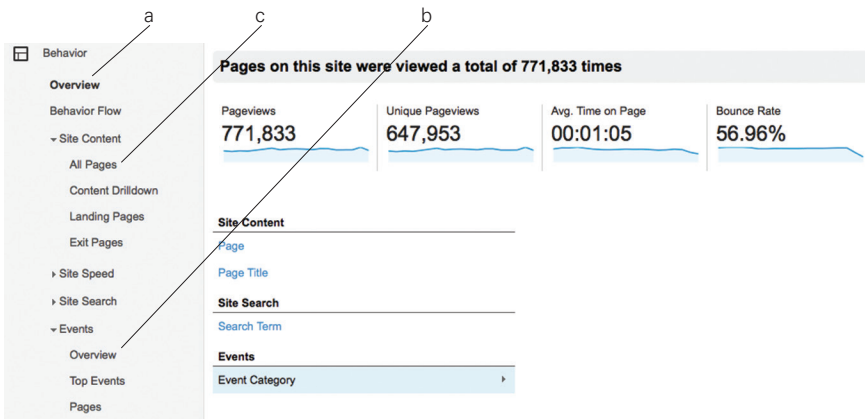 a c b
Behavior
Overview
Behavior Flow
Site Content
All Pages
Content Drilldown
Landing Pages
Exit Pages
Site Speed
Site Search
Events
Overview
Top Events
Pages
Pages on this site were viewed a total of 771,833 times
Pageviews Unique Pageviews Avg. Time on Page Bounce Rate
771,833 647,953 00:01:05 56.96%
Site Content
Page
Page Title
Site Search
Search Term
Events
Event Category